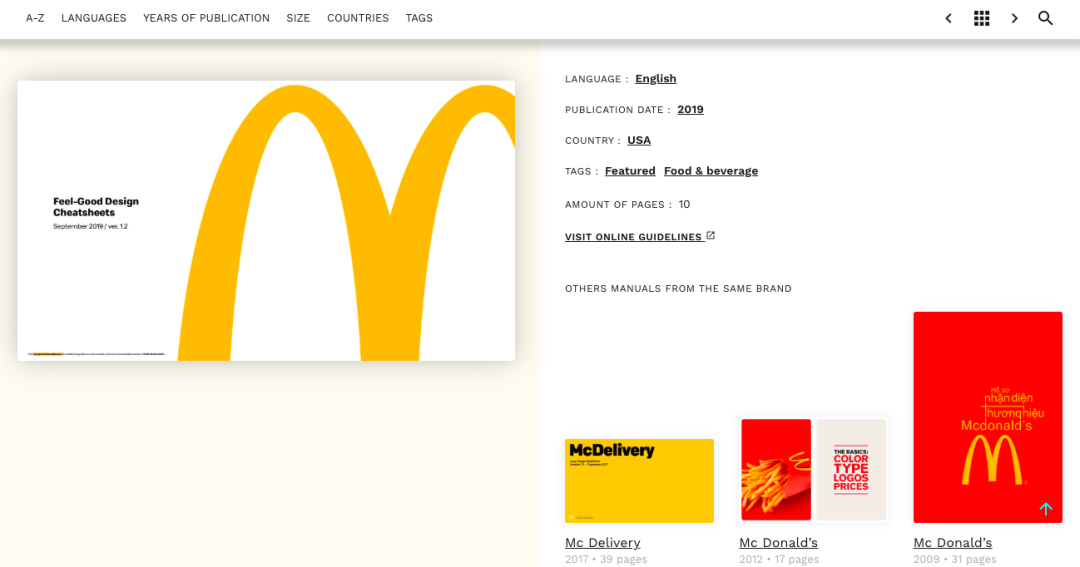 A-Z LANGUAGES YEARS OF PUBLICATION SIZE COUNTRIES TAGS
Feel-Good Design
Cheatsheets
September 2019 / ver. 1.2
LANGUAGE : English
PUBLICATION DATE : 2019
COUNTRY : USA
TAGS : Featured Food & beverage
AMOUNT OF PAGES : 10
VISIT ONLINE GUIDELINES
OTHERS MANUALS FROM THE SAME BRAND
McDelivery
THE BASICS:
COLOR
TYPE
LOGOS
PRICES
Hồ sơ
nhận diện
thương hiệu
Mcdonald's
Mc Delivery
2017 • 39 pages
Mc Donald's
2012 • 17 pages
Mc Donald's
2009 • 31 pages